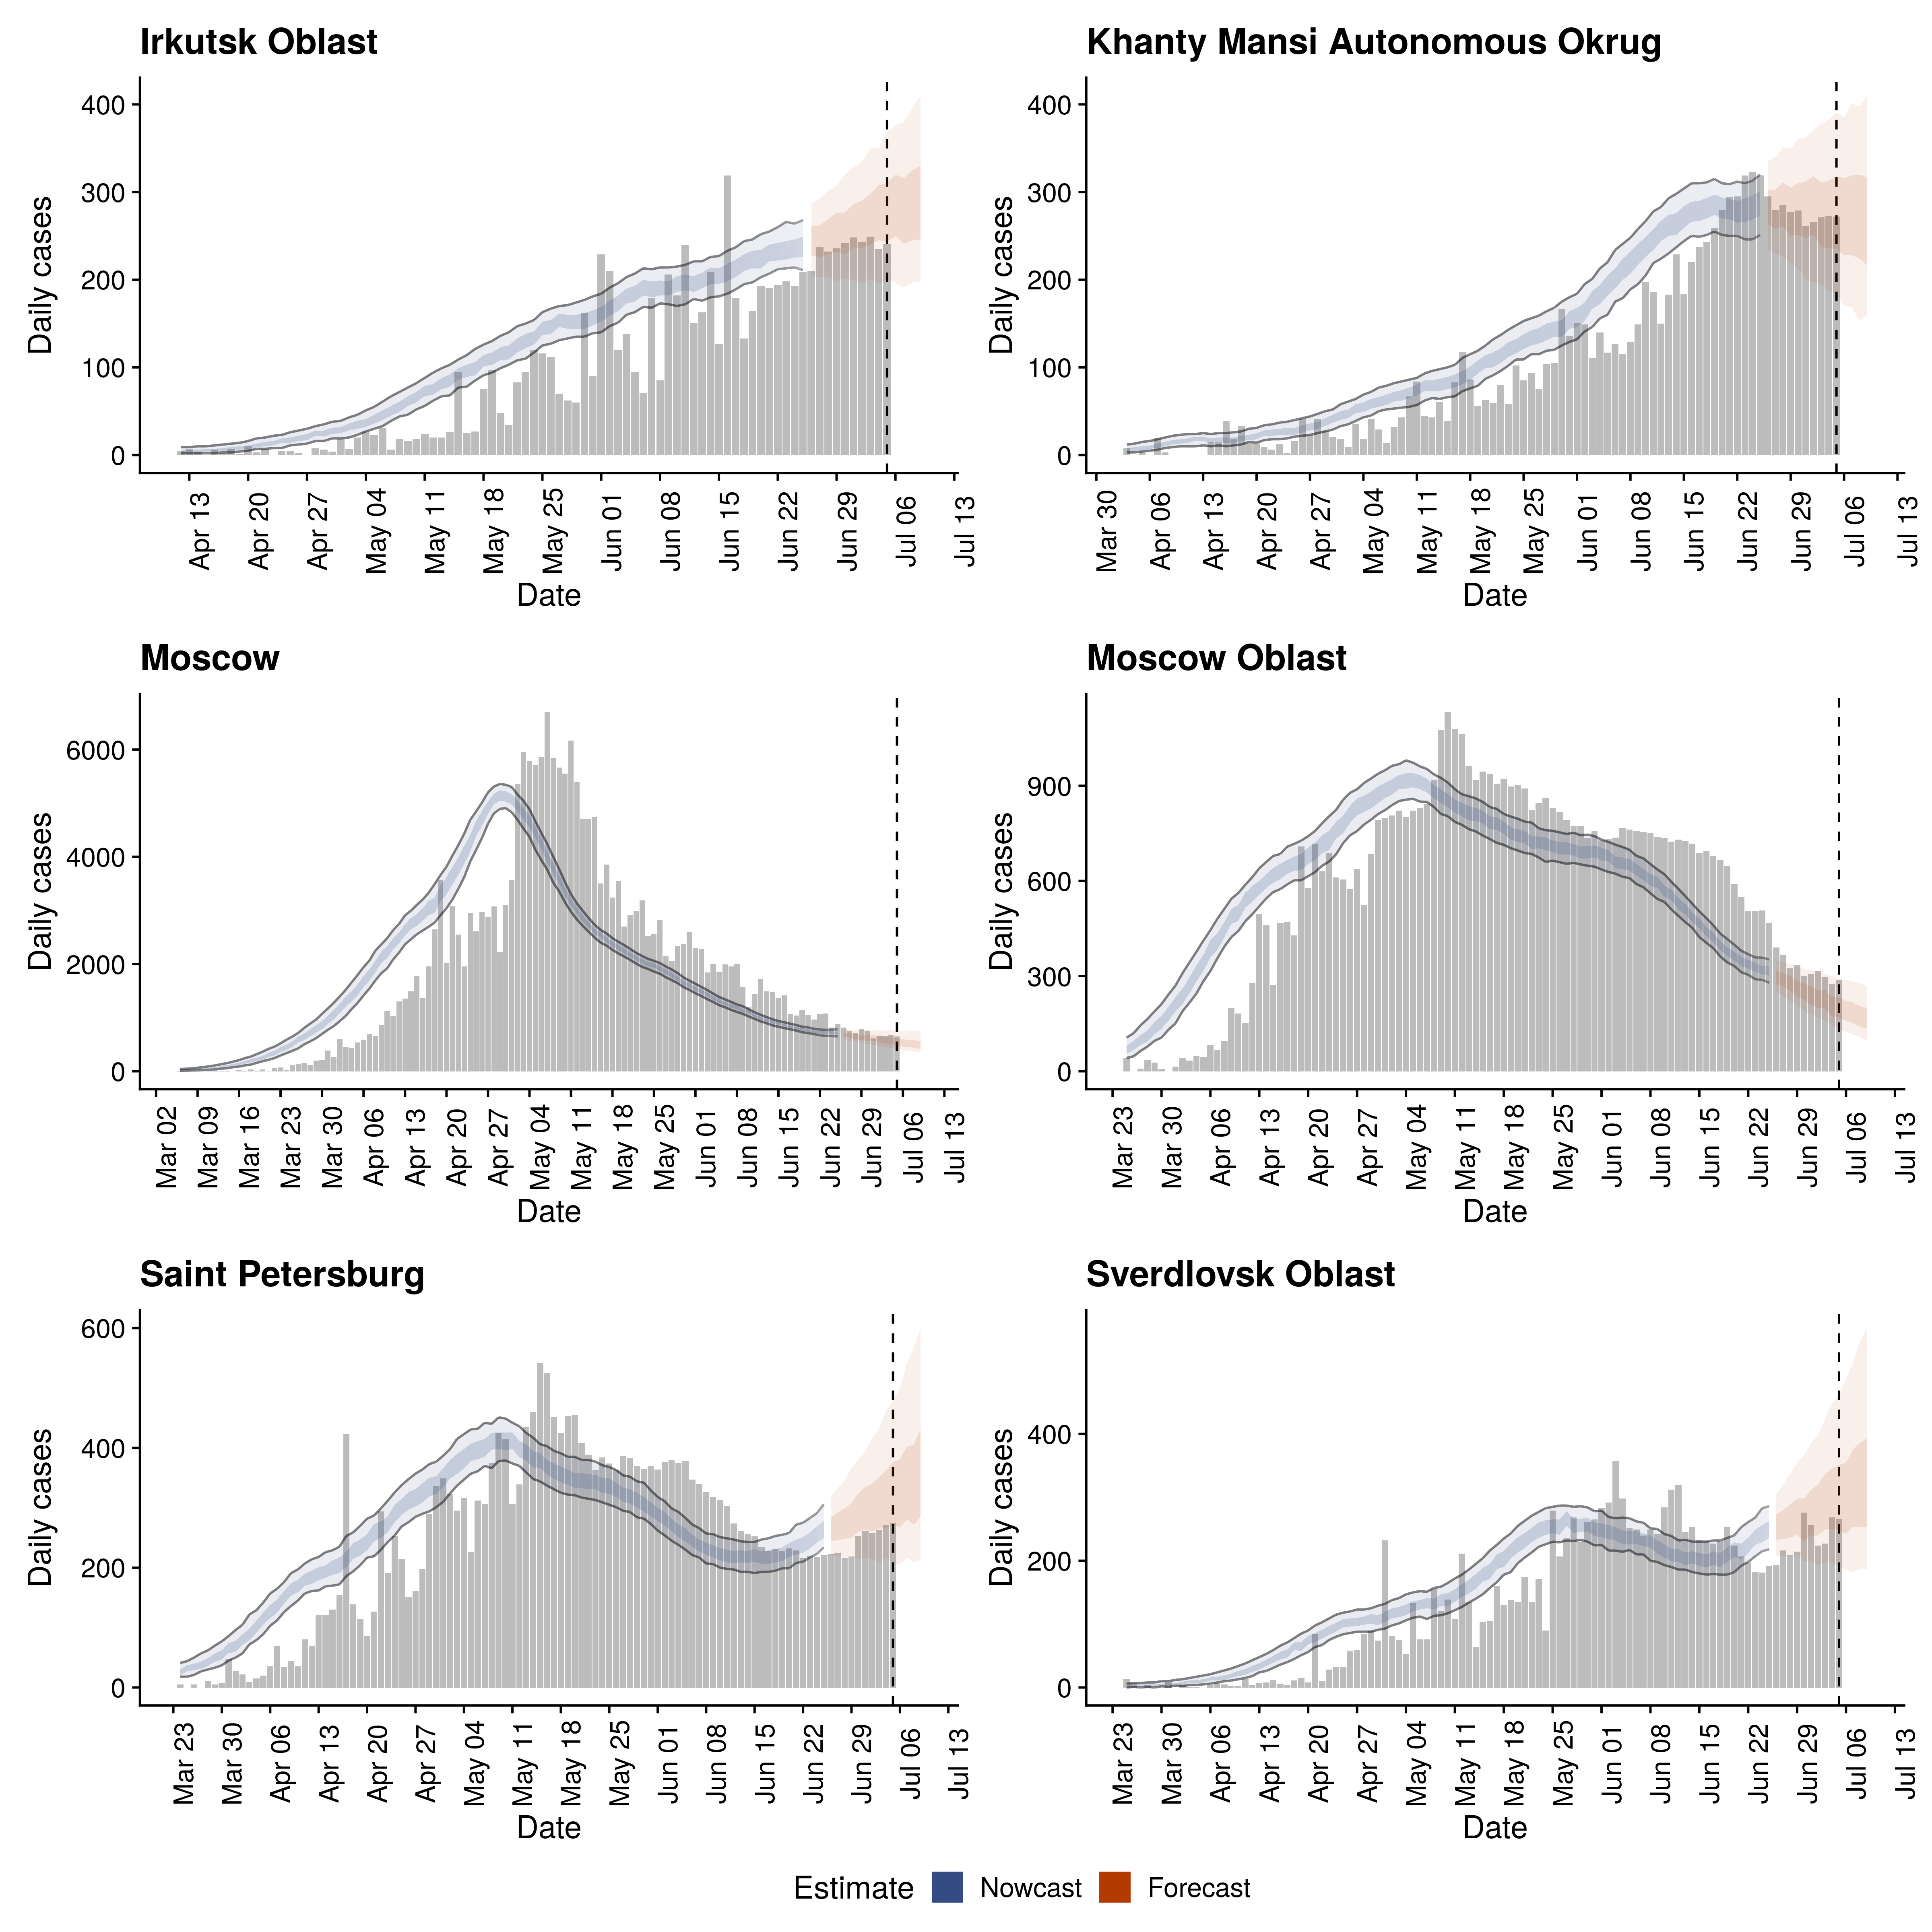 Irkutsk Oblast
Daily cases
400
300
200
100
0
Apr 13
Apr 20
Apr 27
May 04
May 11
May 18
May 25
Jun 01
Jun 08
Jun 15
Jun 22
Jun 29
Jul 06
Jul 13
Date
Khanty Mansi Autonomous Okrug
Daily cases
400
300
200
100
0
Mar 30
Apr 06
Apr 13
Apr 20
Apr 27
May 04
May 11
May 18
May 25
Jun 01
Jun 08
Jun 15
Jun 22
Jun 29
Jul 06
Jul 13
Date
Moscow
Daily cases
6000
4000
2000
0
Mar 02
Mar 09
Mar 16
Mar 23
Mar 30
Apr 06
Apr 13
Apr 20
Apr 27
May 04
May 11
May 18
May 25
Jun 01
Jun 08
Jun 15
Jun 22
Jun 29
Jul 06
Jul 13
Date
Moscow Oblast
Daily cases
900
600
300
0
Mar 23
Mar 30
Apr 06
Apr 13
Apr 20
Apr 27
May 04
May 11
May 18
May 25
Jun 01
Jun 08
Jun 15
Jun 22
Jun 29
Jul 06
Jul 13
Date
Saint Petersburg
Daily cases
600
400
200
0
Mar 23
Mar 30
Apr 06
Apr 13
Apr 20
Apr 27
May 04
May 11
May 18
May 25
Jun 01
Jun 08
Jun 15
Jun 22
Jun 29
Jul 06
Jul 13
Date
Sverdlovsk Oblast
Daily cases
400
200
0
Mar 23
Mar 30
Apr 06
Apr 13
Apr 20
Apr 27
May 04
May 11
May 18
May 25
Jun 01
Jun 08
Jun 15
Jun 22
Jun 29
Jul 06
Jul 13
Date
Estimate Nowcast Forecast